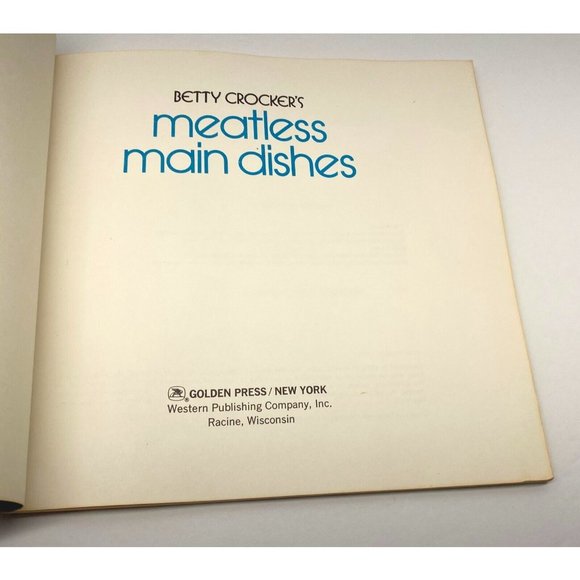 BETTY CROCKER'S
meatless
main dishes
® GOLDEN PRESS / NEW YORK
Western Publishing Company, Inc.
Racine, Wisconsin